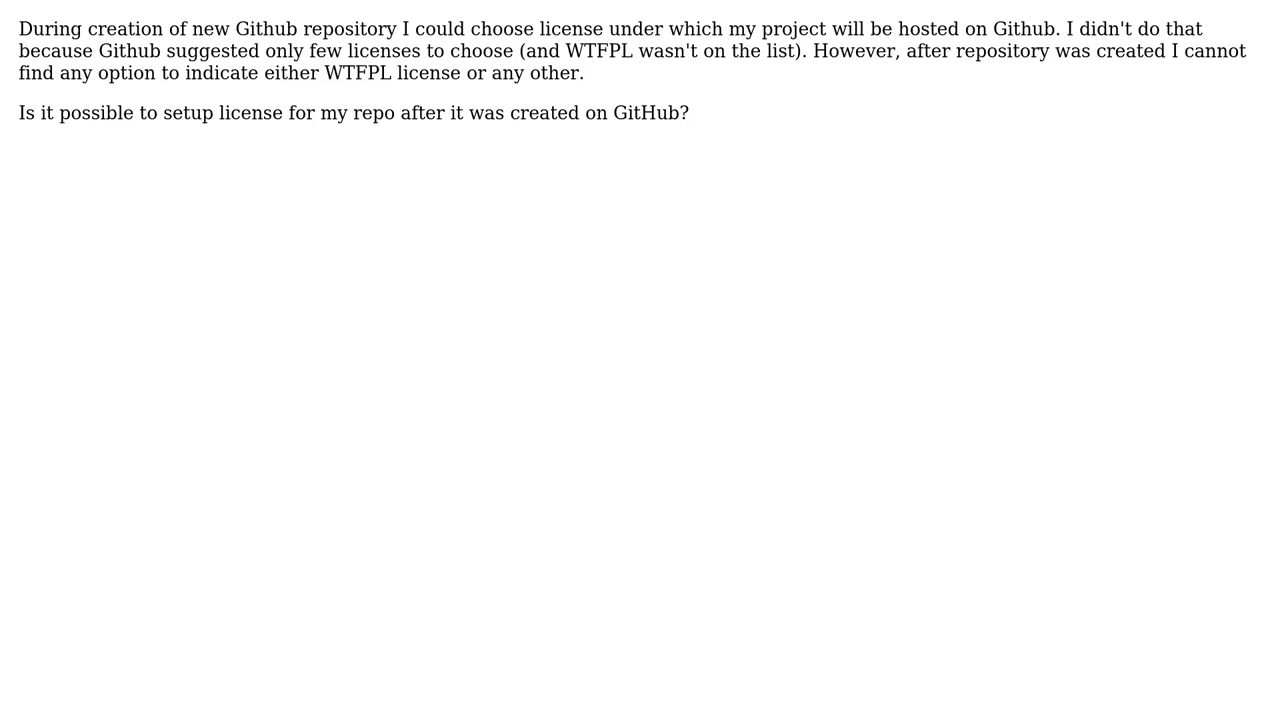 During creation of new Github repository I could choose license under which my project will be hosted on Github. I didn't do that
because Github suggested only few licenses to choose (and WTFPL wasn't on the list). However, after repository was created I cannot
find any option to indicate either WTFPL license or any other.
Is it possible to setup license for my repo after it was created on GitHub?